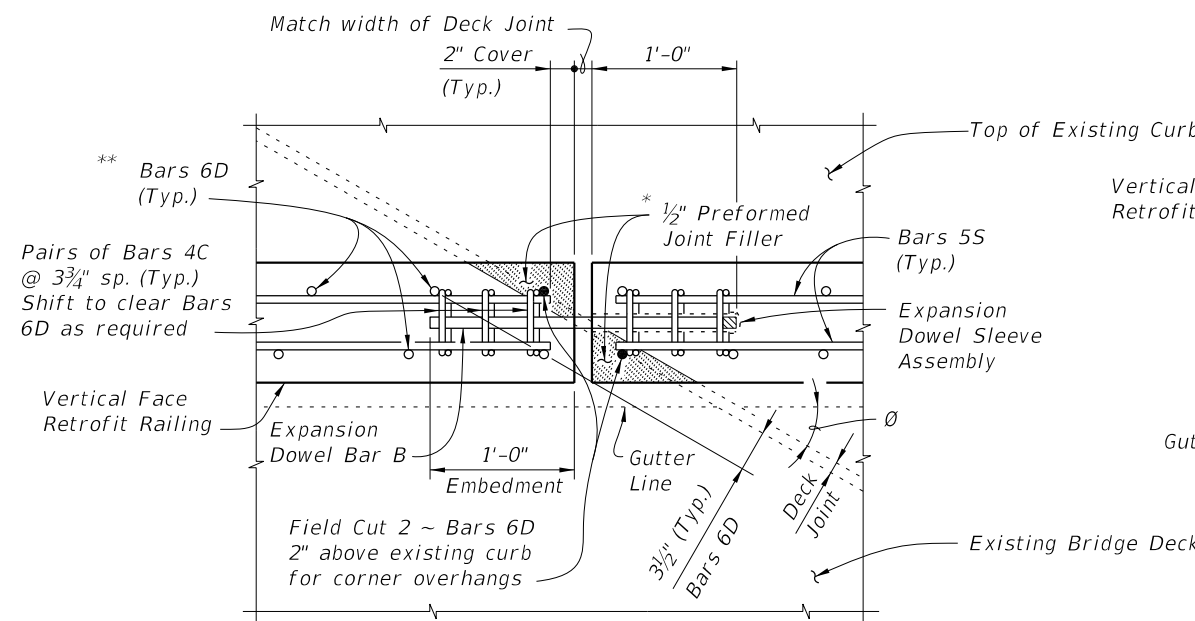 Match width of Deck Joint
2" Cover
(Typ.)
1'-0"
Top of Existing Curb
**
Bars 6D
(Typ.)
Vertical
Retrofit
*
½" Preformed
Joint Filler
Bars 5S
(Typ.)
Pairs of Bars 4C
@ 3¾" sp. (Typ.)
Shift to clear Bars
6D as required
Expansion
Dowel Sleeve
Assembly
Vertical Face
Retrofit Railing
Expansion
Dowel Bar B
Ø
1'-0"
Embedment
Gutter
Line
Gut
3½" (Typ.)
Bars 6D
Deck
Joint
Field Cut 2 ~ Bars 6D
2" above existing curb
for corner overhangs
Existing Bridge Deck